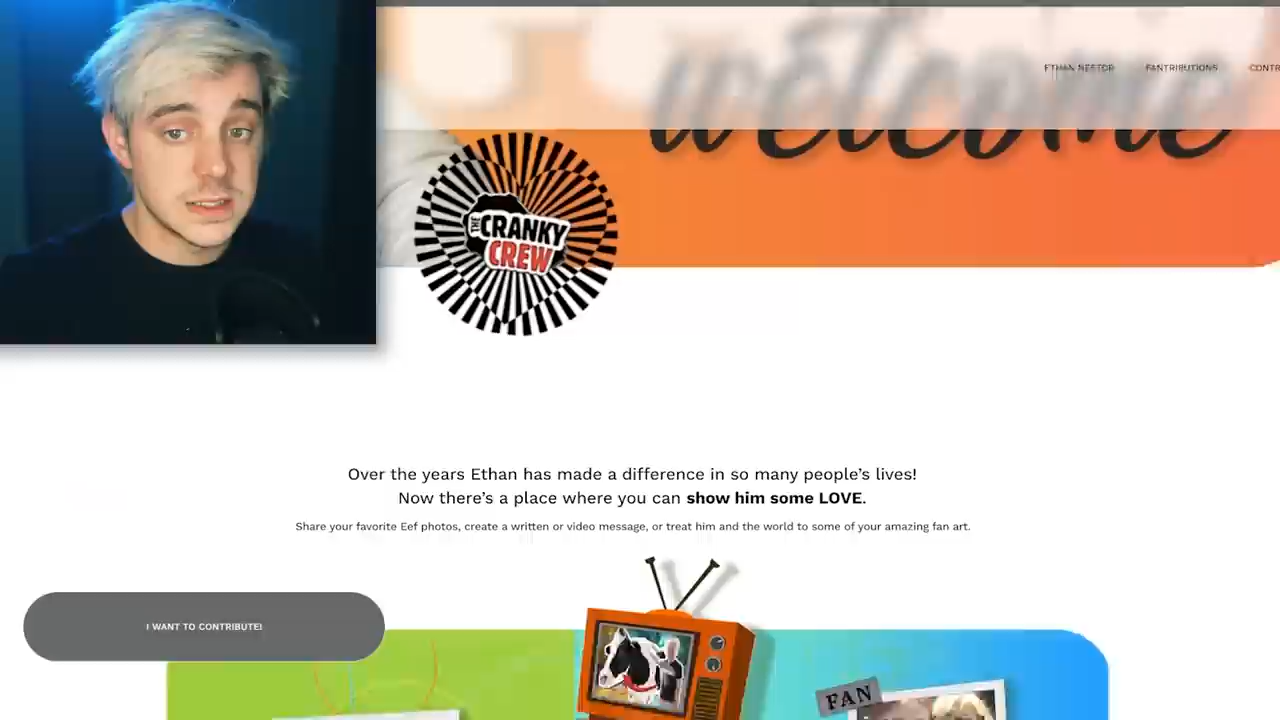 welcome
ETHAN NESTOR FANTRIBUTIONS CONTR
THE CRANKY CREW
Over the years Ethan has made a difference in so many people’s lives!
Now there’s a place where you can show him some LOVE.
Share your favorite Eef photos, create a written or video message, or treat him and the world to some of your amazing fan art.
I WANT TO CONTRIBUTE!
FAN